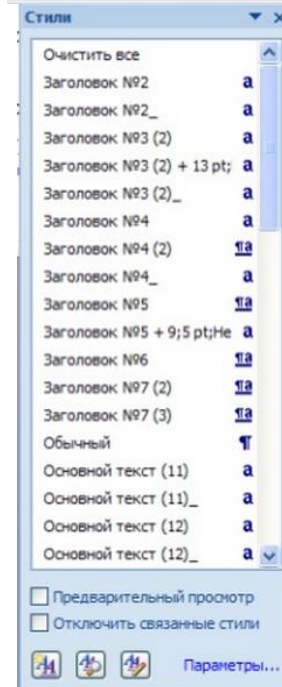 Стили
Очистить все
Заголовок №2 a
Заголовок №2_ a
Заголовок №3 (2) a
Заголовок №3 (2) + 13 pt; a
Заголовок №3 (2)_ a
Заголовок №4 a
Заголовок №4 (2) ¶a
Заголовок №4_ a
Заголовок №5 ¶a
Заголовок №5 + 9;5 pt;Не a
Заголовок №6 ¶a
Заголовок №7 (2) ¶a
Заголовок №7 (3) ¶a
Обычный ¶
Основной текст (11) a
Основной текст (11)_ a
Основной текст (12) a
Основной текст (12)_ a
Предварительный просмотр
Отключить связанные стили
Параметры...